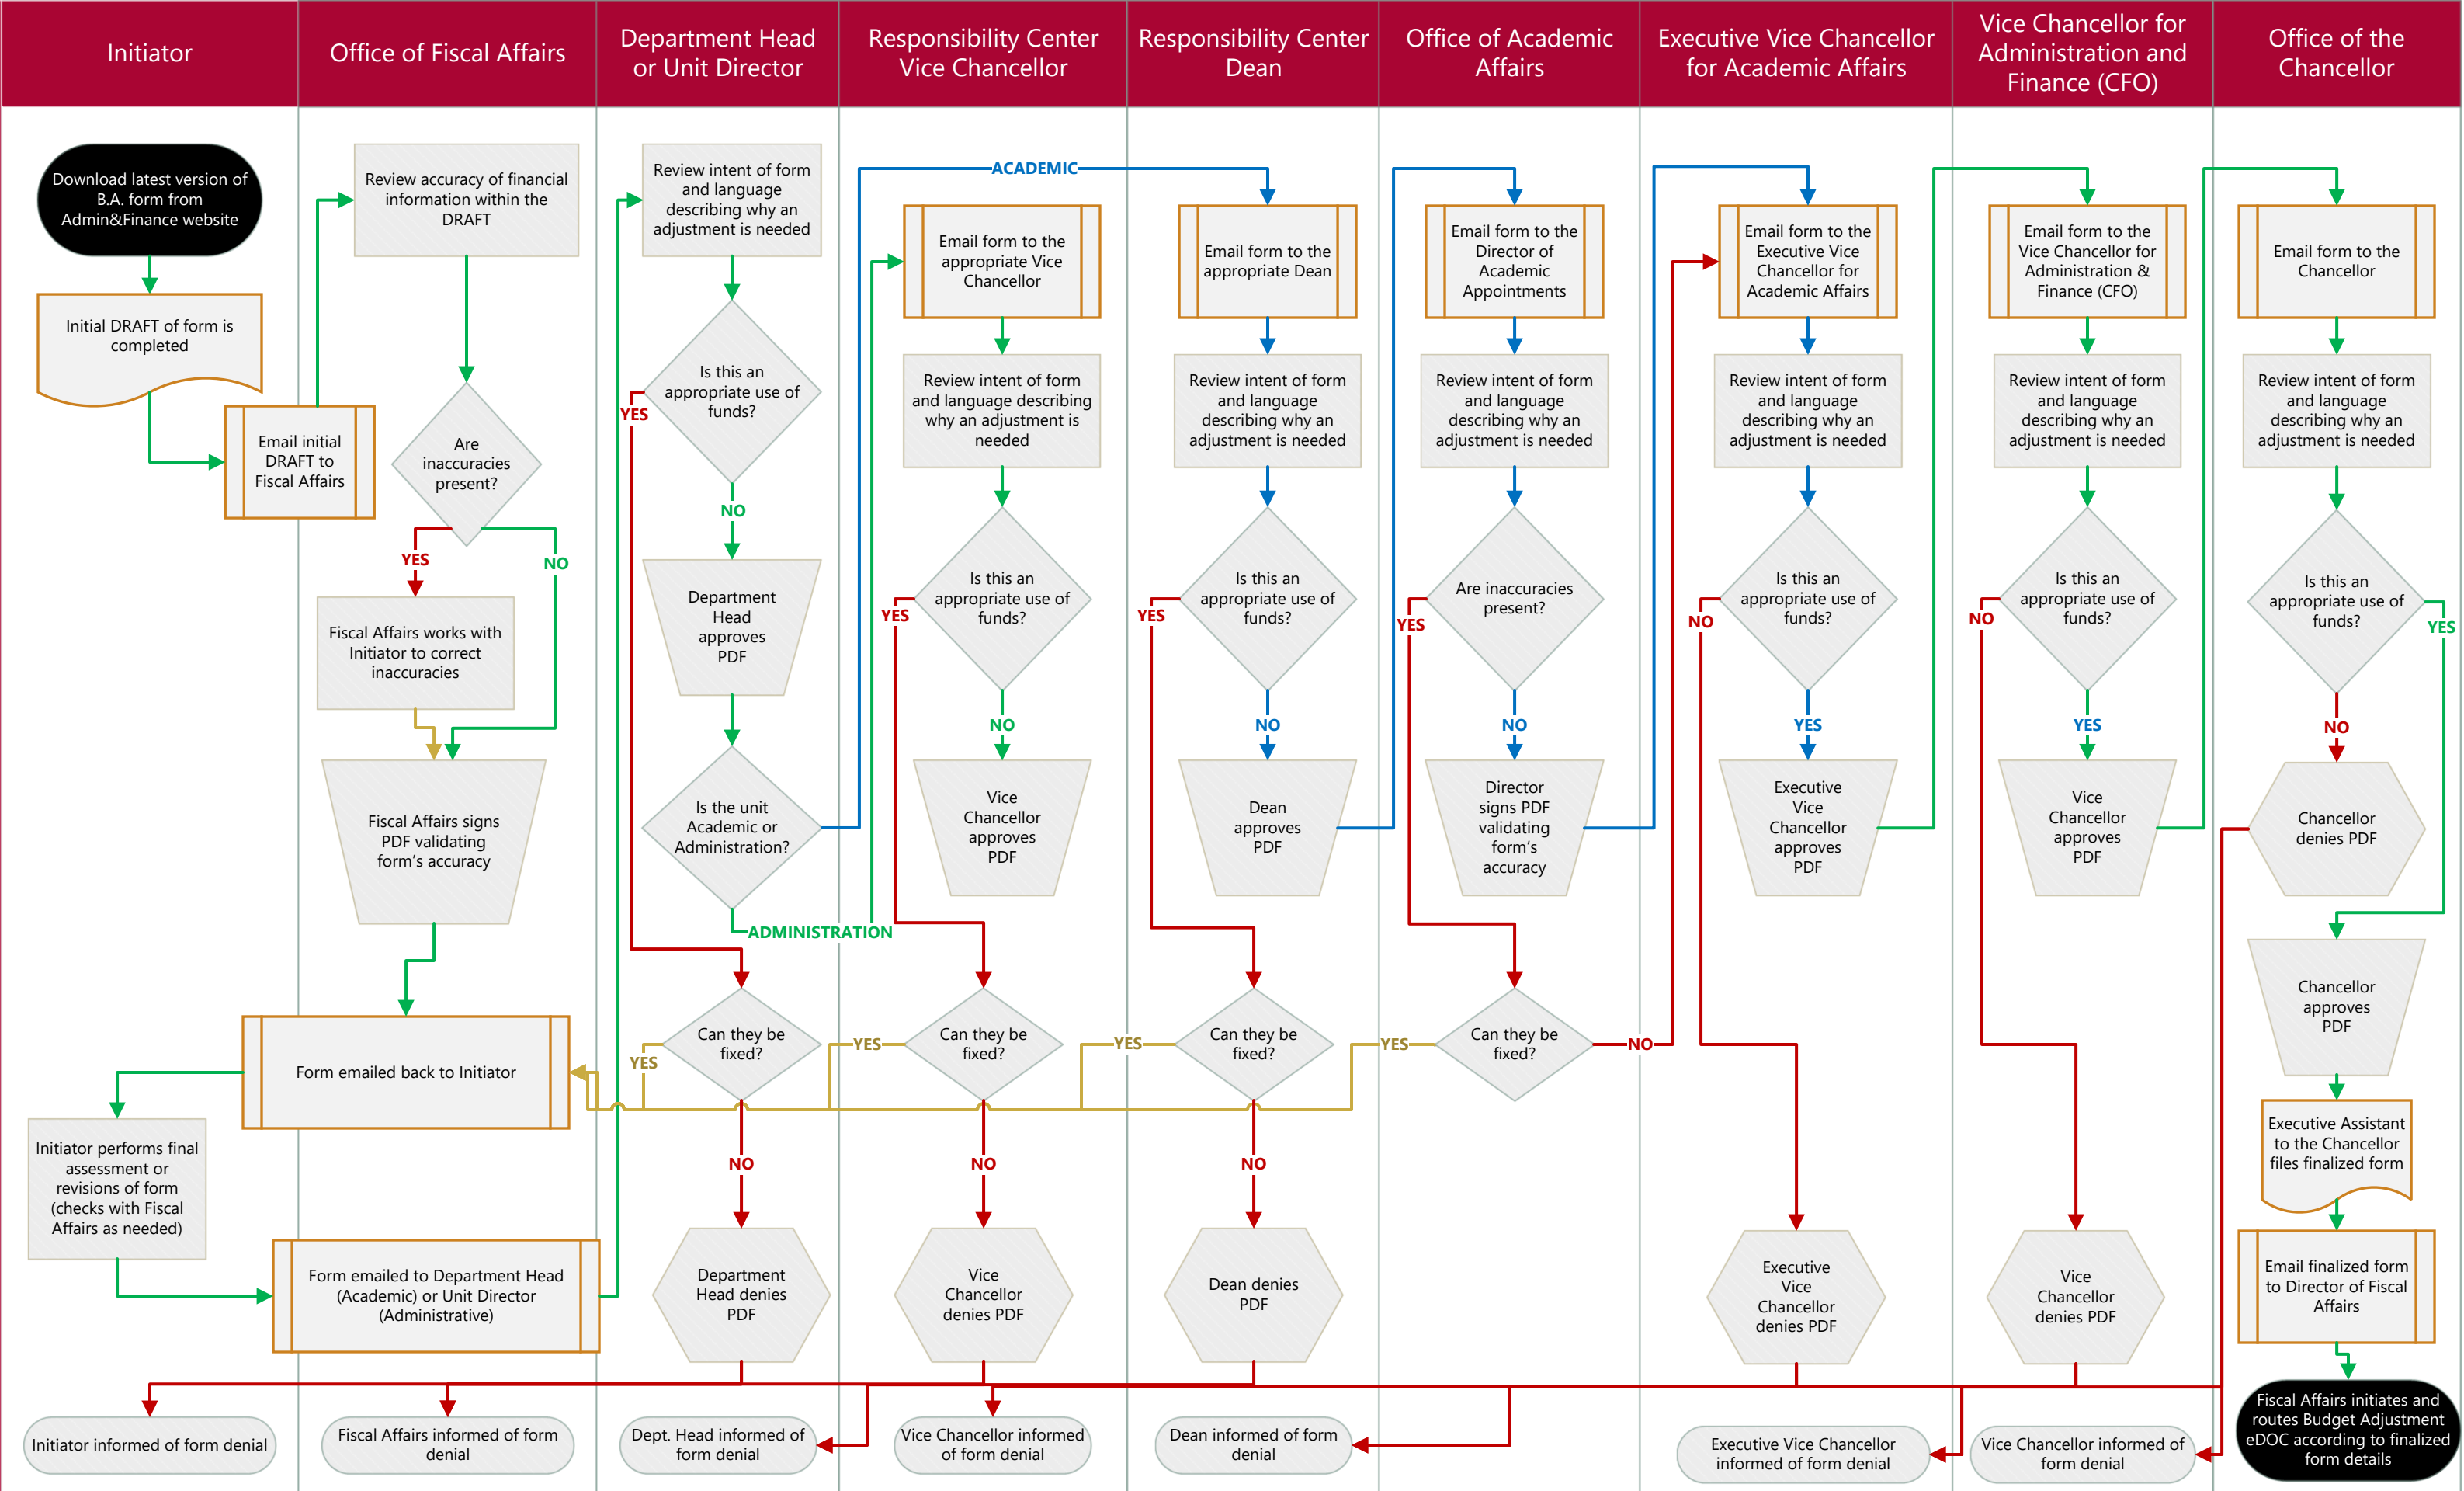 Initiator
Office of Fiscal Affairs
Department Head
or Unit Director
Responsibility Center
Vice Chancellor
Responsibility Center
Dean
Office of Academic
Affairs
Executive Vice Chancellor
for Academic Affairs
Vice Chancellor for
Administration and
Finance (CFO)
Office of the
Chancellor
Download latest version of
B.A. form from
Admin&Finance website
Initial DRAFT of form is
completed
Email initial
DRAFT to
Fiscal Affairs
Initiator performs final
assessment or
revisions of form
(checks with Fiscal
Affairs as needed)
Initiator informed of form denial
Review accuracy of financial
information within the
DRAFT
Are
inaccuracies
present?
YES
NO
Fiscal Affairs works with
Initiator to correct
inaccuracies
Fiscal Affairs signs
PDF validating
form's accuracy
Form emailed back to Initiator
Form emailed to Department Head
(Academic) or Unit Director
(Administrative)
Fiscal Affairs informed of form
denial
Review intent of form
and language
describing why an
adjustment is needed
Is this an
appropriate use of
funds?
YES
NO
Department
Head
approves
PDF
Is the unit
Academic or
Administration?
ACADEMIC
ADMINISTRATION
Can they be
fixed?
YES
NO
Department
Head denies
PDF
Dept. Head informed of
form denial
Email form to the
appropriate Vice
Chancellor
Review intent of form
and language describing
why an adjustment is
needed
Is this an
appropriate use of
funds?
YES
NO
Vice
Chancellor
approves
PDF
Can they be
fixed?
YES
NO
Vice
Chancellor
denies PDF
Vice Chancellor informed
of form denial
Email form to the
appropriate Dean
Review intent of form
and language
describing why an
adjustment is needed
Is this an
appropriate use of
funds?
YES
NO
Dean
approves
PDF
Can they be
fixed?
YES
NO
Dean denies
PDF
Dean informed of form
denial
Email form to the
Director of
Academic
Appointments
Review intent of form
and language
describing why an
adjustment is needed
Are inaccuracies
present?
YES
NO
Director
signs PDF
validating
form's
accuracy
Can they be
fixed?
YES
NO
Email form to the
Executive Vice
Chancellor for
Academic Affairs
Review intent of form
and language
describing why an
adjustment is needed
Is this an
appropriate use of
funds?
NO
YES
Executive
Vice
Chancellor
approves
PDF
Executive
Vice
Chancellor
denies PDF
Executive Vice Chancellor
informed of form denial
Email form to the
Vice Chancellor for
Administration &
Finance (CFO)
Review intent of form
and language
describing why an
adjustment is needed
Is this an
appropriate use of
funds?
NO
YES
Vice
Chancellor
approves
PDF
Vice
Chancellor
denies PDF
Vice Chancellor informed of
form denial
Email form to the
Chancellor
Review intent of form
and language
describing why an
adjustment is needed
Is this an
appropriate use of
funds?
YES
NO
Chancellor
denies PDF
Chancellor
approves
PDF
Executive Assistant
to the Chancellor
files finalized form
Email finalized form
to Director of Fiscal
Affairs
Fiscal Affairs initiates and
routes Budget Adjustment
eDOC according to finalized
form details